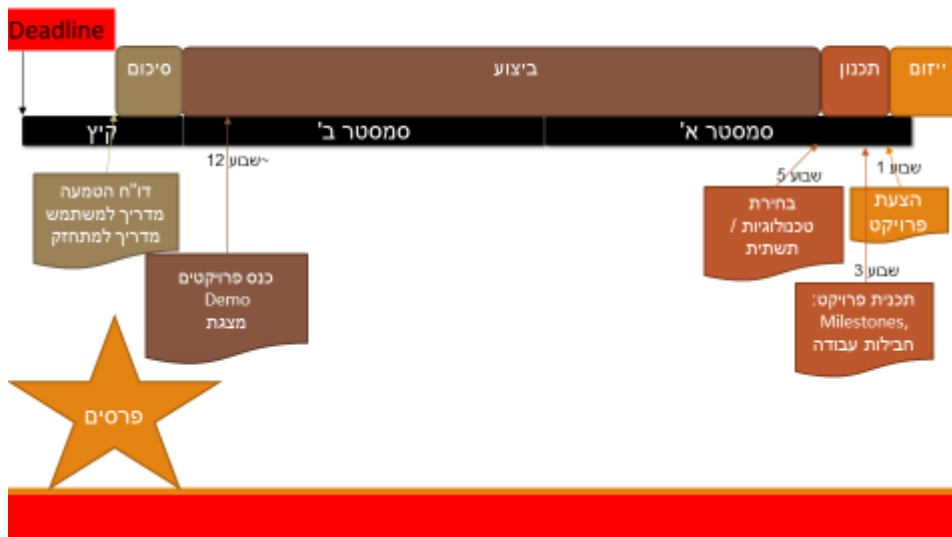 Deadline
ייזום
תכנון
ביצוע
סיכום
סמסטר א'
סמסטר ב'
קיץ
שבוע 1
הצעת
פרויקט
שבוע 3
תכנית פרויקט:
Milestones,
חבילות עבודה
שבוע 5
בחירת
טכנולוגיות /
תשתית
~שבוע 12
כנס פרויקטים
Demo
מצגת
דו"ח הטמעה
מדריך למשתמש
מדריך למתחזק
פרסים